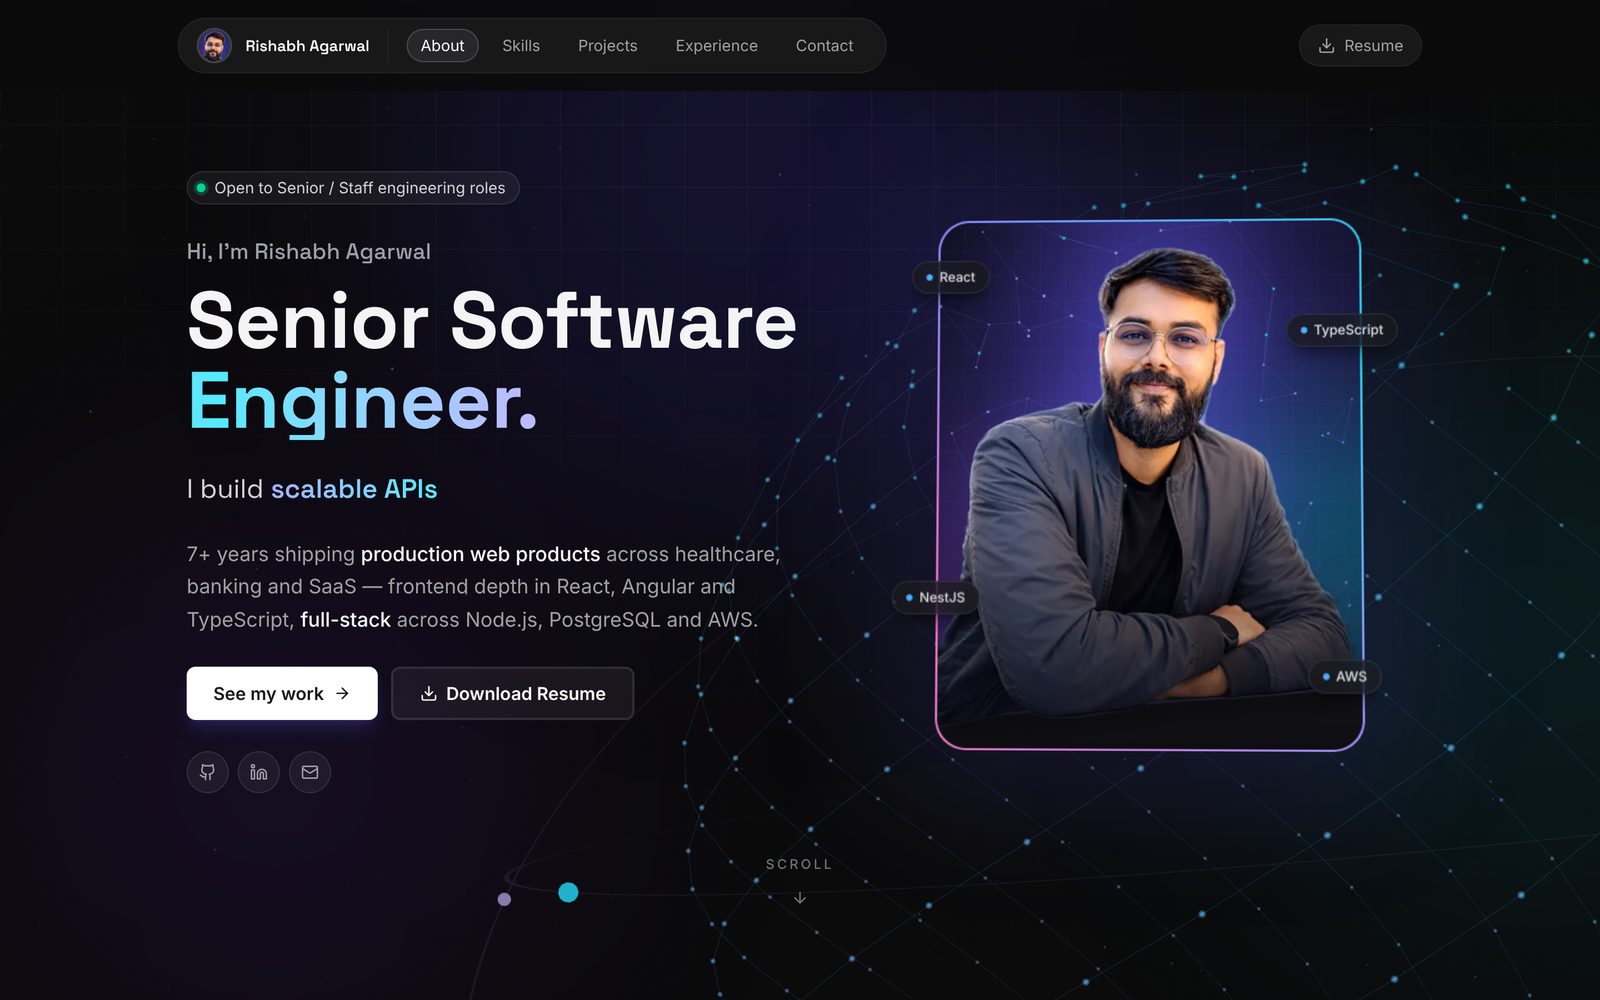 Rishabh Agarwal
About
Skills
Projects
Experience
Contact
Resume
Open to Senior / Staff engineering roles
Hi, I’m Rishabh Agarwal
Senior Software
Engineer.
I build scalable APIs
7+ years shipping production web products across healthcare,
banking and SaaS — frontend depth in React, Angular and
TypeScript, full-stack across Node.js, PostgreSQL and AWS.
See my work →
Download Resume
in
React
TypeScript
NestJS
AWS
SCROLL